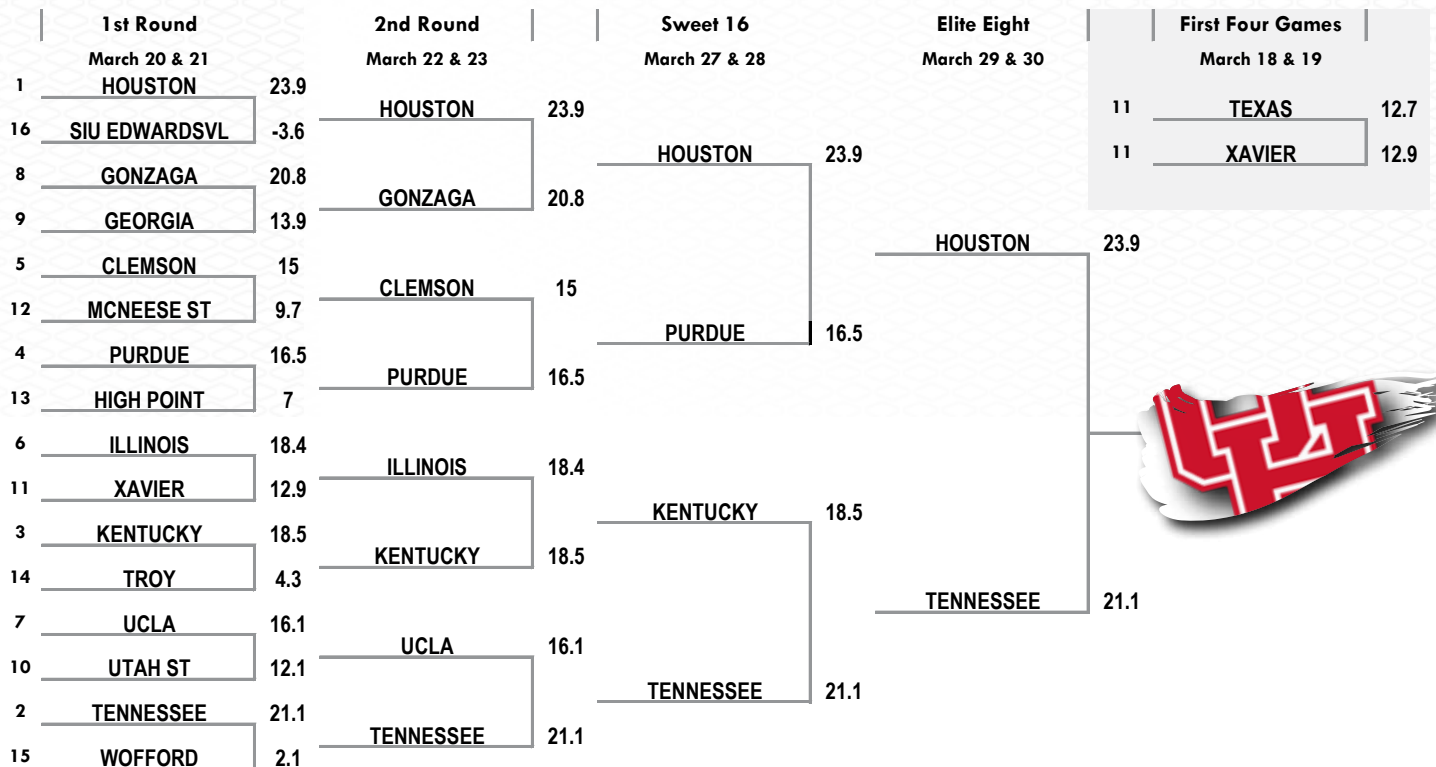 1st Round 2nd Round Sweet 16 Elite Eight First Four Games
March 20 & 21 March 22 & 23 March 27 & 28 March 29 & 30 March 18 & 19
1 HOUSTON 23.9
HOUSTON 23.9 11 TEXAS 12.7
16 SIU EDWARDSVL -3.6
HOUSTON 23.9 11 XAVIER 12.9
8 GONZAGA 20.8
GONZAGA 20.8
9 GEORGIA 13.9
HOUSTON 23.9
5 CLEMSON 15
CLEMSON 15
12 MCNEESE ST 9.7
PURDUE 16.5
4 PURDUE 16.5
PURDUE 16.5
13 HIGH POINT 7
UH
6 ILLINOIS 18.4
ILLINOIS 18.4
11 XAVIER 12.9
KENTUCKY 18.5
3 KENTUCKY 18.5
KENTUCKY 18.5
14 TROY 4.3
TENNESSEE 21.1
7 UCLA 16.1
UCLA 16.1
10 UTAH ST 12.1
TENNESSEE 21.1
2 TENNESSEE 21.1
TENNESSEE 21.1
15 WOFFORD 2.1